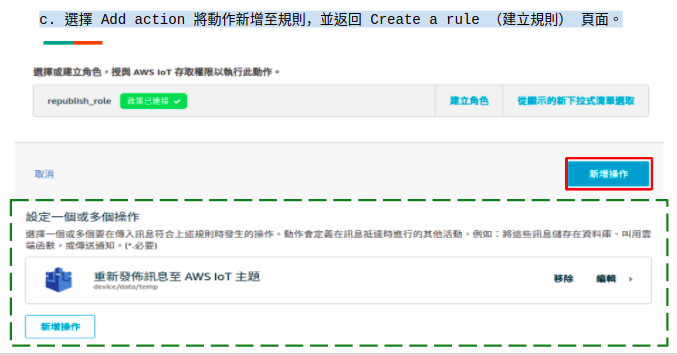 c. 選擇 Add action 將動作新增至規則，並返回 Create a rule （建立規則） 頁面。
選擇或建立角色，授與 AWS IoT 存取權限以執行此動作。
republish_role 政策已連接 建立角色 從顯示的新下拉式清單選取
取消 新增操作
設定一個或多個操作
選擇一個或多個要在傳入訊息符合上述規則時發生的操作。動作會定義在訊息抵達時進行的其他活動，例如：將這些訊息儲存在資料庫、叫用雲
端函數，或傳送通知。(*.必要)
重新發佈訊息至 AWS IoT 主題 移除 編輯
device/data/temp
新增操作